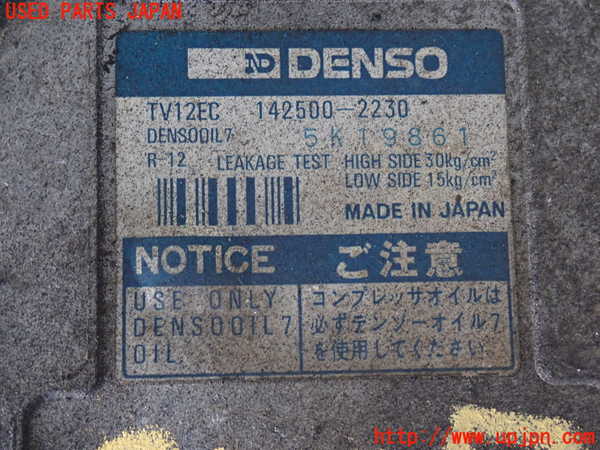 USED PARTS JAPAN
ND DENSO
TV12EC 142500-2230
DENSOOIL7 5K19861
R-12 LEAKAGE TEST HIGH SIDE 30kg/cm²
LOW SIDE 15kg/cm²
MADE IN JAPAN
NOTICE ご注意
USE ONLY
DENSOOIL7
OIL.
コンプレッサオイルは
必ずデンソーオイル7
を使用してください
http://www.upjpn.com/